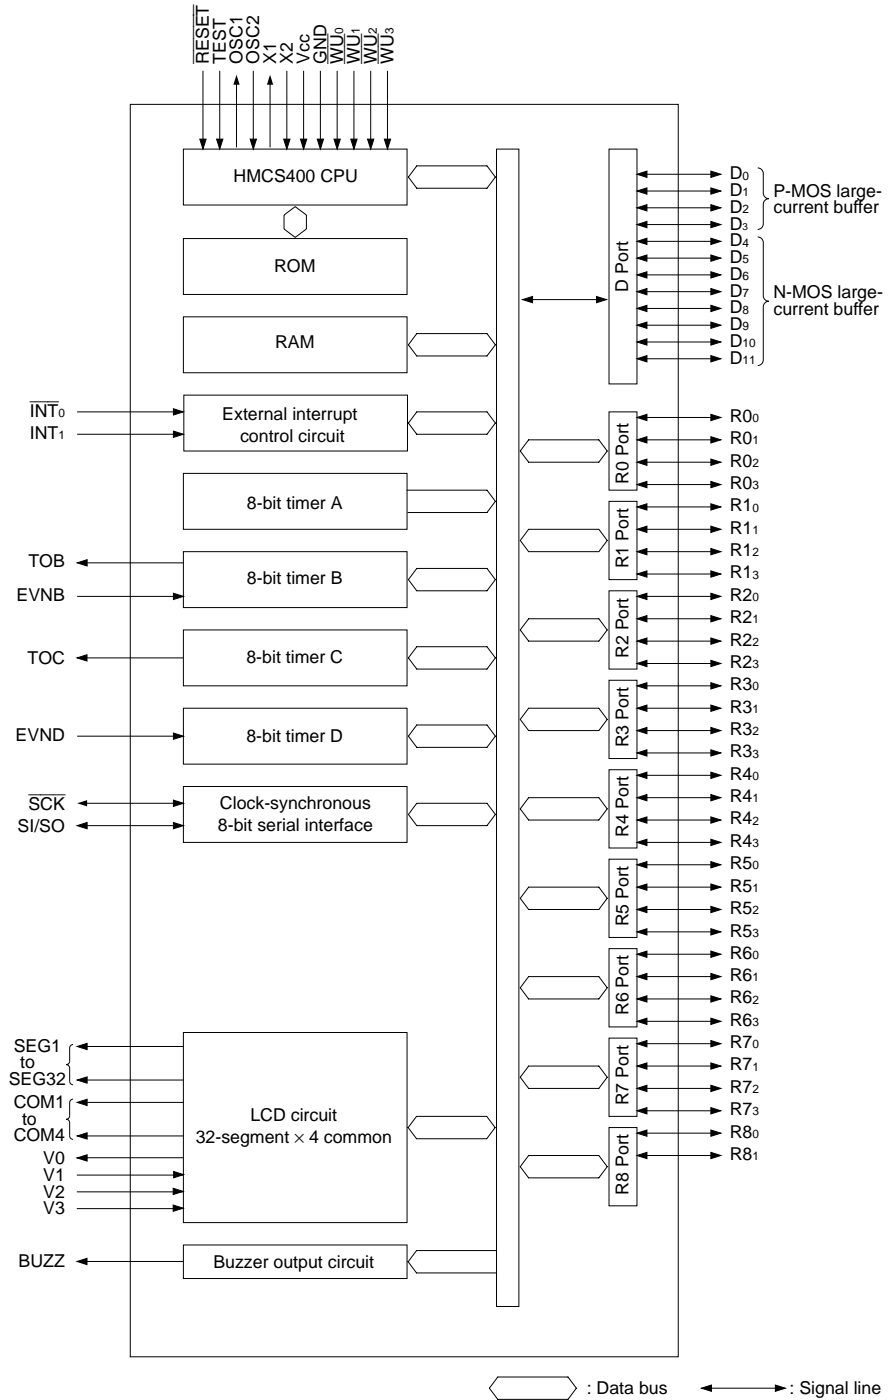 R̅E̅S̅E̅T̅
TEST
OSC1
OSC2
X1
X2
Vcc
GND
W̅U̅₀
W̅U̅₁
W̅U̅₂
W̅U̅₃
HMCS400 CPU
ROM
RAM
I̅N̅T̅₀
INT₁
External interrupt
control circuit
8-bit timer A
TOB
EVNB
8-bit timer B
TOC
8-bit timer C
EVND
8-bit timer D
S̅C̅K̅
SI/SO
Clock-synchronous
8-bit serial interface
SEG1
to
SEG32
COM1
to
COM4
V0
V1
V2
V3
LCD circuit
32-segment × 4 common
BUZZ
Buzzer output circuit
D Port
D₀
D₁
D₂
D₃
D₄
D₅
D₆
D₇
D₈
D₉
D₁₀
D₁₁
P-MOS large-
current buffer
N-MOS large-
current buffer
R0 Port
R0₀
R0₁
R0₂
R0₃
R1 Port
R1₀
R1₁
R1₂
R1₃
R2 Port
R2₀
R2₁
R2₂
R2₃
R3 Port
R3₀
R3₁
R3₂
R3₃
R4 Port
R4₀
R4₁
R4₂
R4₃
R5 Port
R5₀
R5₁
R5₂
R5₃
R6 Port
R6₀
R6₁
R6₂
R6₃
R7 Port
R7₀
R7₁
R7₂
R7₃
R8 Port
R8₀
R8₁
: Data bus
: Signal line